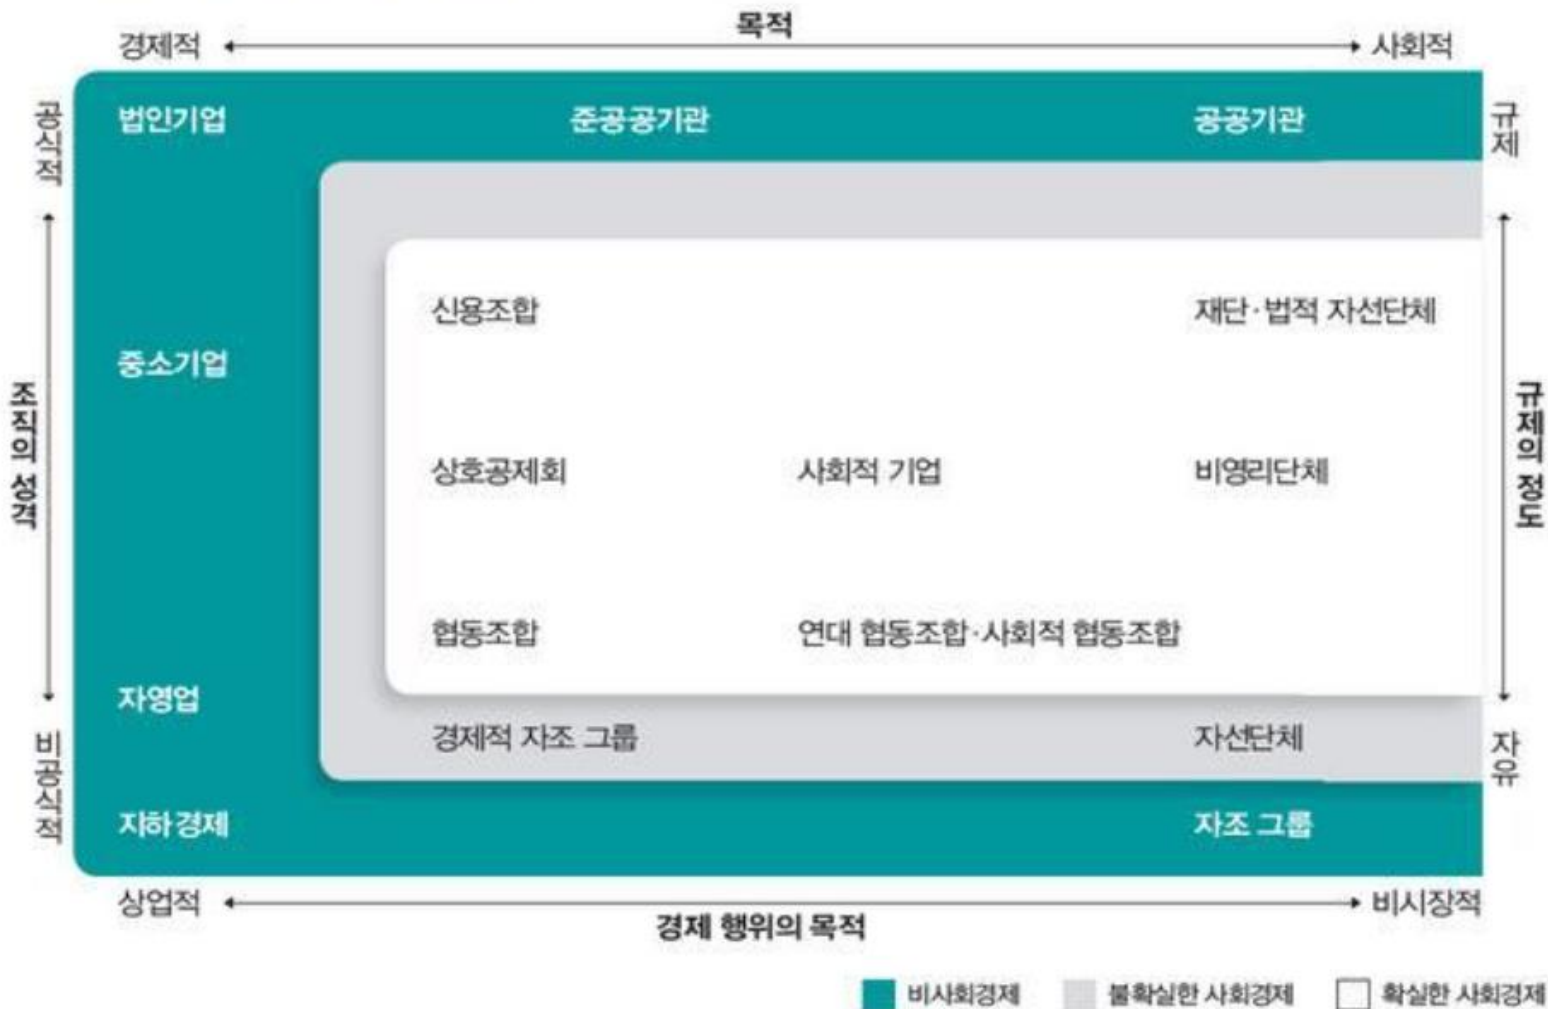 목적
경제적
사회적
공식적
법인기업
준공공기관
공공기관
규제
신용조합
재단·법적 자선단체
중소기업
조직의 성격
규제의 정도
상호공제회
사회적 기업
비영리단체
협동조합
연대 협동조합·사회적 협동조합
자영업
경제적 자조 그룹
자선단체
비공식적
자유
지하경제
자조 그룹
상업적
비시장적
경제 행위의 목적
비사회경제
불확실한 사회경제
확실한 사회경제